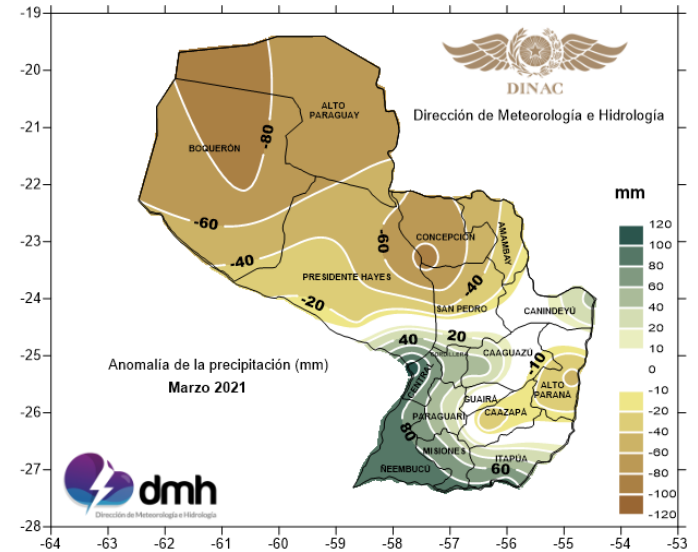 DINAC
Dirección de Meteorología e Hidrología
Anomalía de la precipitación (mm)
Marzo 2021
dmh
Dirección de Meteorología e Hidrología
mm
120
100
80
60
40
20
10
0
-10
-20
-40
-60
-80
-100
-120
-19
-20
-21
-22
-23
-24
-25
-26
-27
-28
-64
-63
-62
-61
-60
-59
-58
-57
-56
-55
-54
-53
ALTO
PARAGUAY
BOQUERÓN
-80
-60
CONCEPCIÓN
-60
AMAMBAY
-40
PRESIDENTE HAYES
-40
-20
SAN PEDRO
CANINDEYÚ
40
20
CORDILLERA
CAAGUAZÚ
-10
CENTRAL
ALTO
PARANÁ
GUAIRÁ
CAAZAPÁ
PARAGUARÍ
80
MISIONES
ITAPÚA
ÑEEMBUCÚ
60